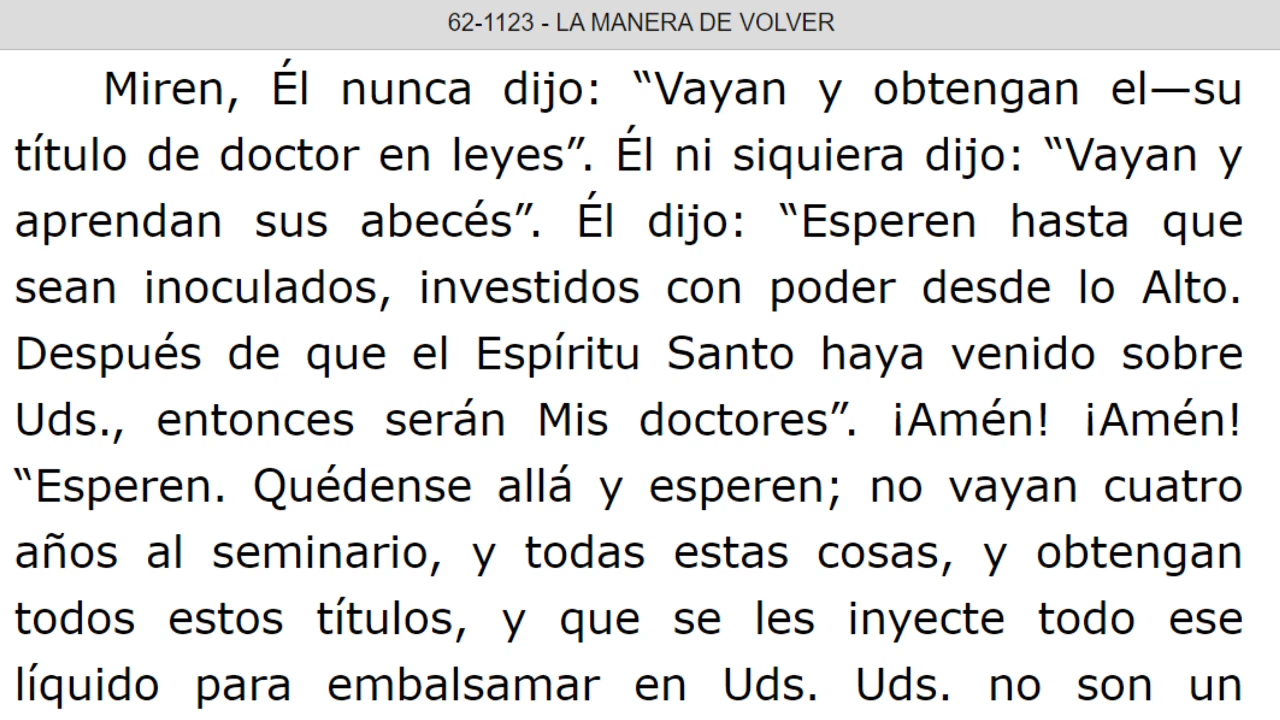 62-1123 - LA MANERA DE VOLVER
Miren, Él nunca dijo: “Vayan y obtengan el—su
título de doctor en leyes”. Él ni siquiera dijo: “Vayan y
aprendan sus abecés”. Él dijo: “Esperen hasta que
sean inoculados, investidos con poder desde lo Alto.
Después de que el Espíritu Santo haya venido sobre
Uds., entonces serán Mis doctores”. ¡Amén! ¡Amén!
“Esperen. Quédense allá y esperen; no vayan cuatro
años al seminario, y todas estas cosas, y obtengan
todos estos títulos, y que se les inyecte todo ese
líquido para embalsamar en Uds. Uds. no son un